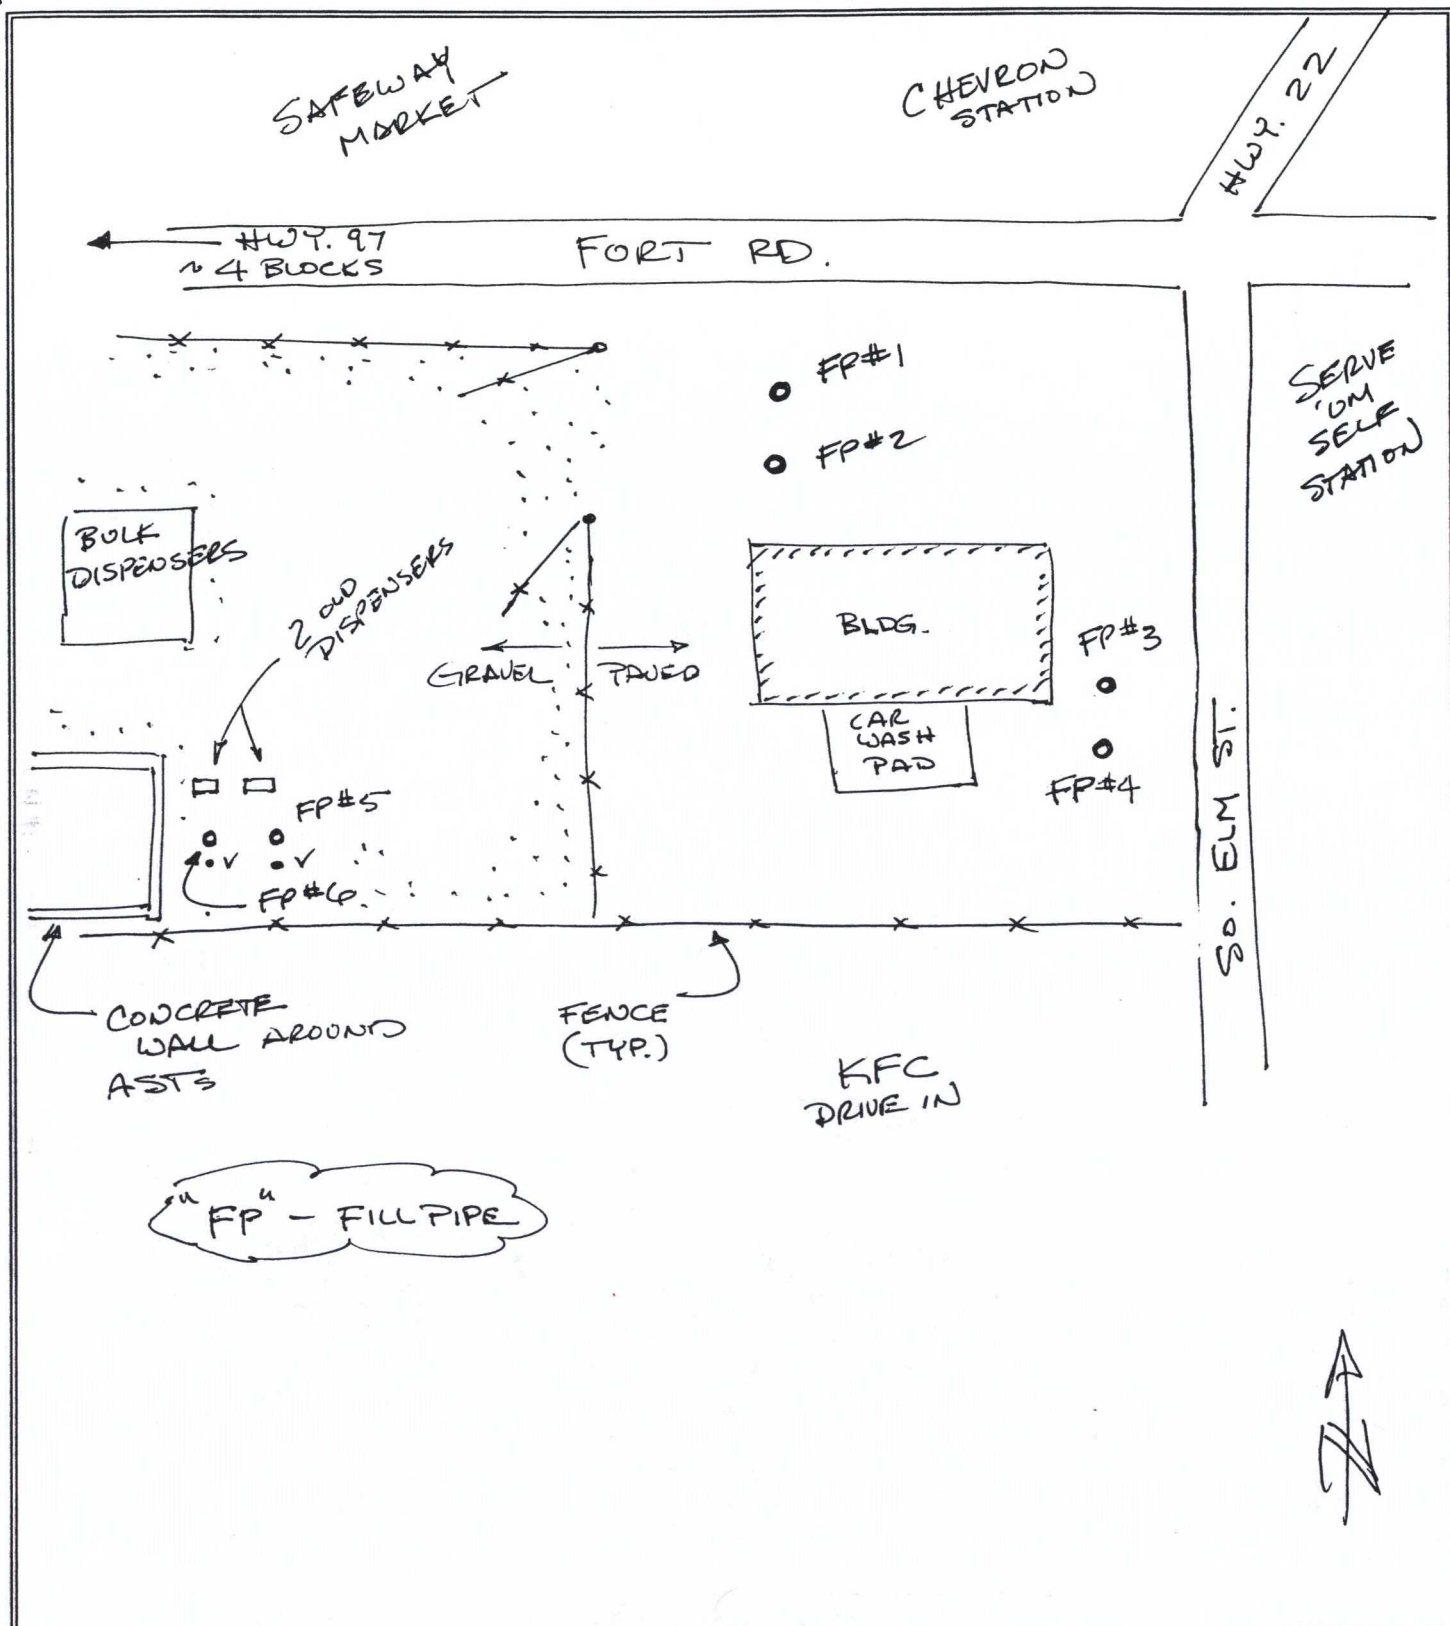 SAFEWAY
MARKET
CHEVRON
STATION
HWY. 22
HWY. 97
~ 4 BLOCKS
FORT RD.
FP#1
FP#2
SERVE
'UM
SELF
STATION
BULK
DISPENSERS
2 OLD
DISPENSERS
GRAVEL
PAVED
BLDG.
FP#3
CAR
WASH
PAD
FP#4
SO. ELM ST.
FP#5
V
V
FP#6
CONCRETE
WALL AROUND
ASTs
FENCE
(TYP.)
KFC
DRIVE IN
"FP" - FILL PIPE
N